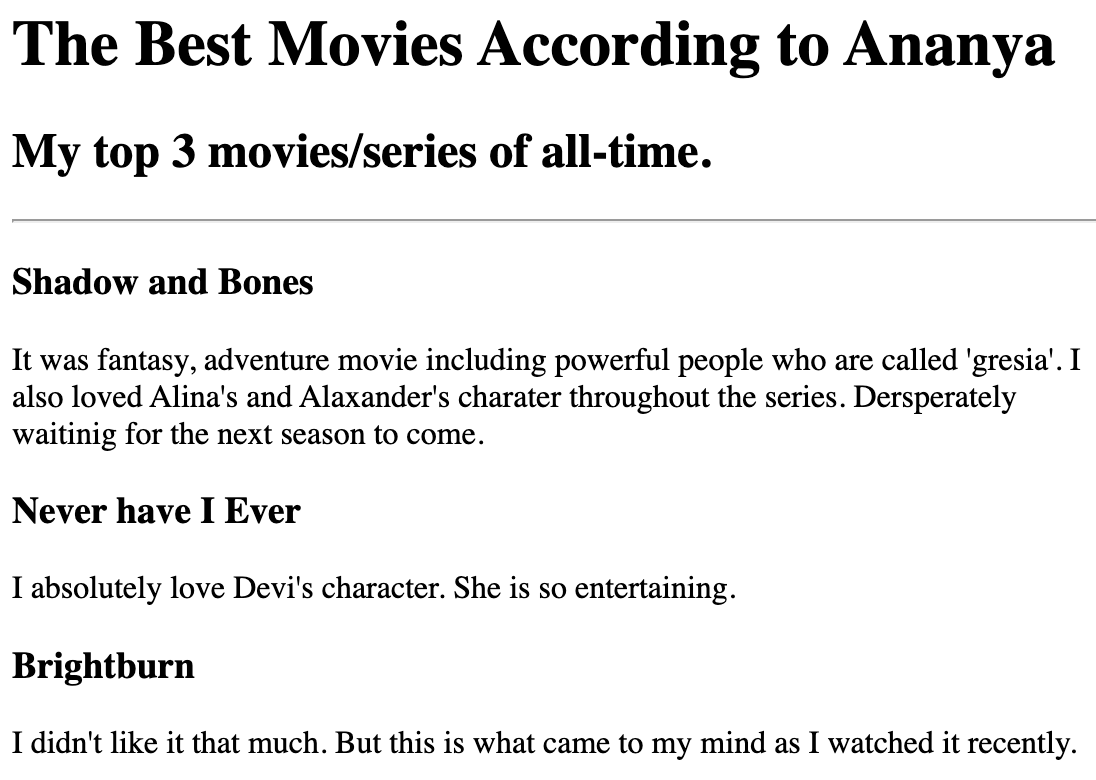 The Best Movies According to Ananya
My top 3 movies/series of all-time.
Shadow and Bones
It was fantasy, adventure movie including powerful people who are called 'gresia'. I
also loved Alina's and Alaxander's charater throughout the series. Dersperately
waitinig for the next season to come.
Never have I Ever
I absolutely love Devi's character. She is so entertaining.
Brightburn
I didn't like it that much. But this is what came to my mind as I watched it recently.